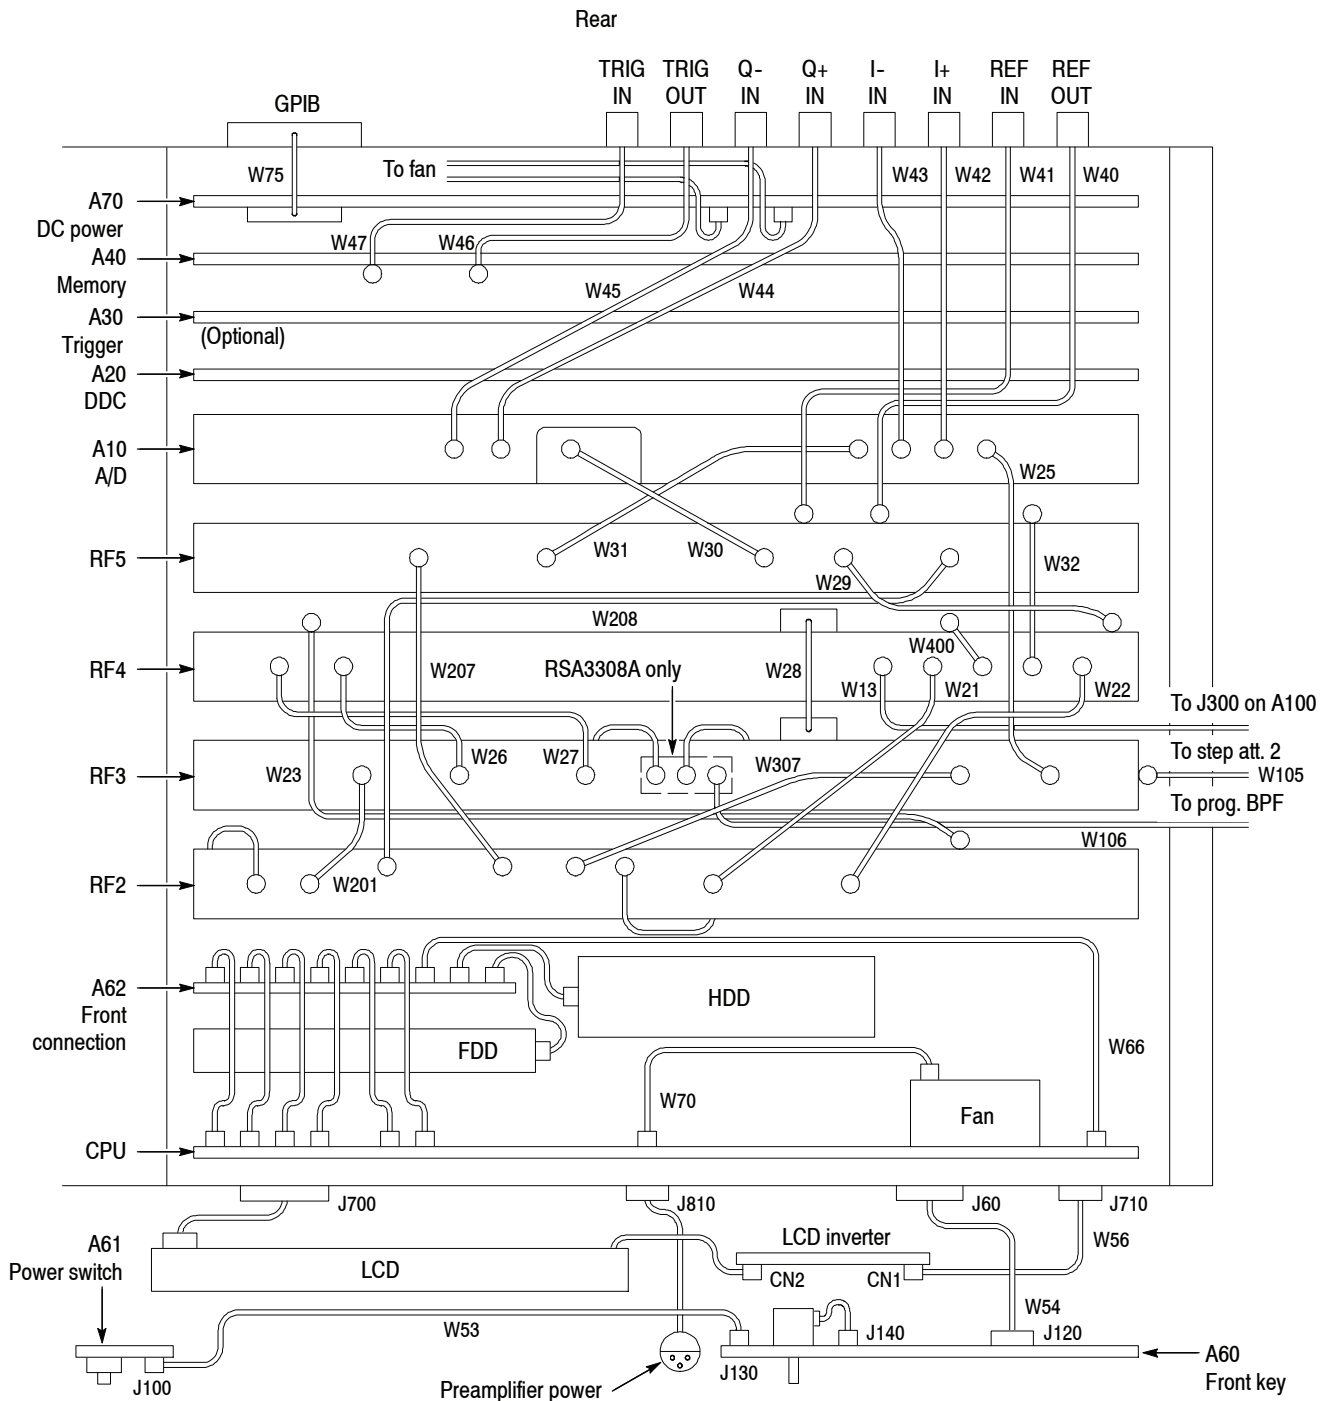 Rear
TRIG IN
TRIG OUT
Q- IN
Q+ IN
I- IN
I+ IN
REF IN
REF OUT
GPIB
To fan
W75
W43
W42
W41
W40
A70
DC power
W47
W46
A40
Memory
W45
W44
A30
Trigger
(Optional)
A20
DDC
A10
A/D
W25
RF5
W31
W30
W32
W29
W208
W400
RF4
W207
RSA3308A only
W28
W13
W21
W22
To J300 on A100
RF3
W23
W26
W27
W307
To step att. 2
W105
To prog. BPF
W106
RF2
W201
A62
Front
connection
HDD
FDD
W66
W70
Fan
CPU
J700
J810
J60
J710
A61
Power switch
LCD
LCD inverter
W56
CN2
CN1
W53
W54
J140
J120
J100
J130
Preamplifier power
A60
Front key